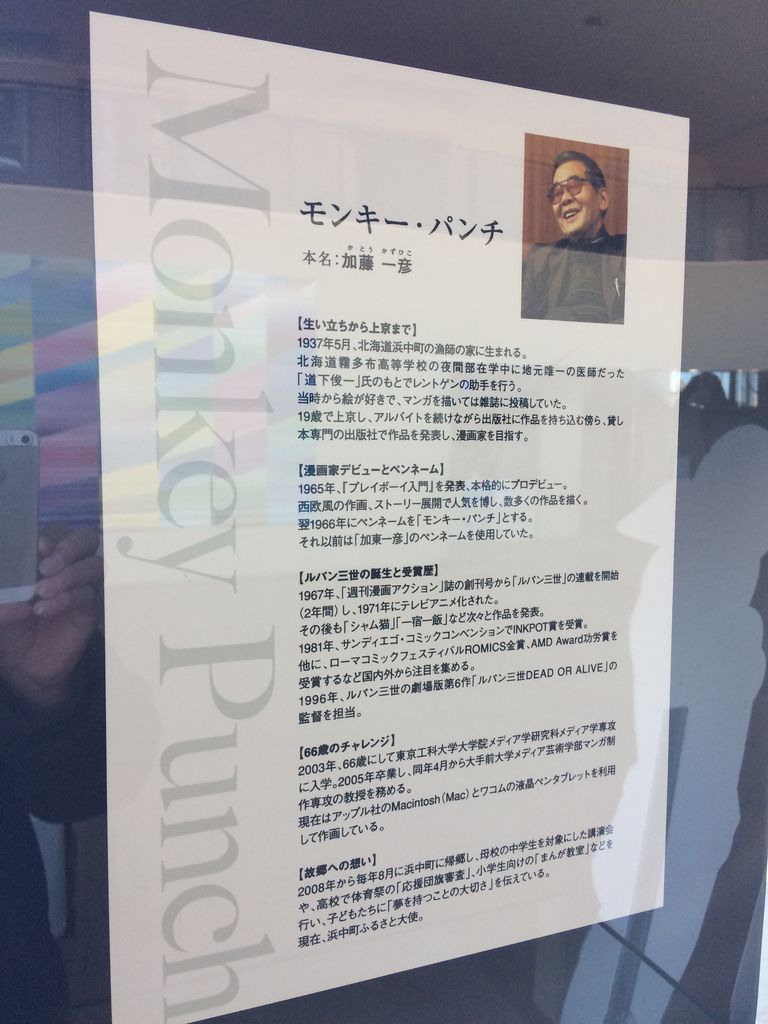 Monkey Punch
モンキー・パンチ
かとう かずひこ
本名：加藤 一彦
【生い立ちから上京まで】
1937年5月、北海道浜中町の漁師の家に生まれる。
北海道霧多布高等学校の夜間部在学中に地元唯一の医師だった
「道下俊一」氏のもとでレントゲンの助手を行う。
当時から絵が好きで、マンガを描いては雑誌に投稿していた。
19歳で上京し、アルバイトを続けながら出版社に作品を持ち込む傍ら、貸し
本専門の出版社で作品を発表し、漫画家を目指す。
【漫画家デビューとペンネーム】
1965年、『プレイボーイ入門』を発表、本格的にプロデビュー。
西欧風の作画、ストーリー展開で人気を博し、数多くの作品を描く。
翌1966年にペンネームを「モンキー・パンチ」とする。
それ以前は「加東一彦」のペンネームを使用していた。
【ルパン三世の誕生と受賞歴】
1967年、「週刊漫画アクション」誌の創刊号から「ルパン三世」の連載を開始
（2年間）し、1971年にテレビアニメ化された。
その後も「シャム猫」「一宿一飯」など次々と作品を発表。
1981年、サンディエゴ・コミックコンベンションでINKPOT賞を受賞。
他に、ローマコミックフェスティバルROMICS金賞、AMD Award功労賞を
受賞するなど国内外から注目を集める。
1996年、ルパン三世の劇場版第6作「ルパン三世DEAD OR ALIVE」の
監督を担当。
【66歳のチャレンジ】
2003年、66歳にして東京工科大学大学院メディア学研究科メディア学専攻
に入学。2005年卒業し、同年4月から大手前大学メディア芸術学部マンガ制
作専攻の教授を務める。
現在はアップル社のMacintosh（Mac）とワコムの液晶ペンタブレットを利用
して作画している。
【故郷への想い】
2008年から毎年8月に浜中町に帰郷し、母校の中学生を対象にした講演会
や、高校で体育祭の「応援団旗審査」、小学生向けの「まんが教室」などを
行い、子どもたちに「夢を持つことの大切さ」を伝えている。
現在、浜中町ふるさと大使。